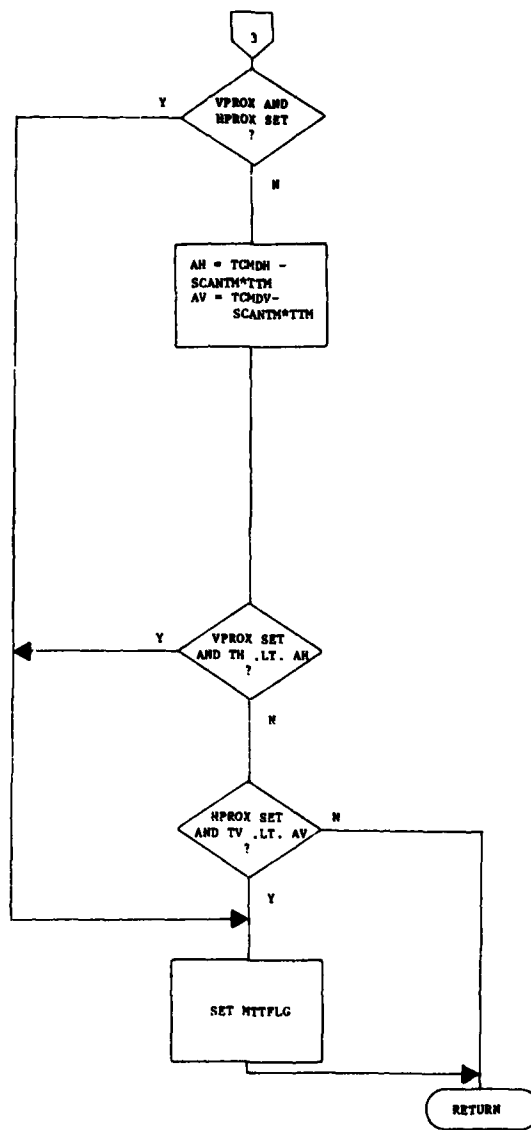 3
VPROX AND
HPROX SET
?
Y
N
AH = TCMDH -
SCANTM*TTM
AV = TCMDV-
SCANTM*TTM
Y
VPROX SET
AND TH .LT. AH
?
N
HPROX SET
AND TV .LT. AV
?
N
Y
SET MTTFLG
RETURN